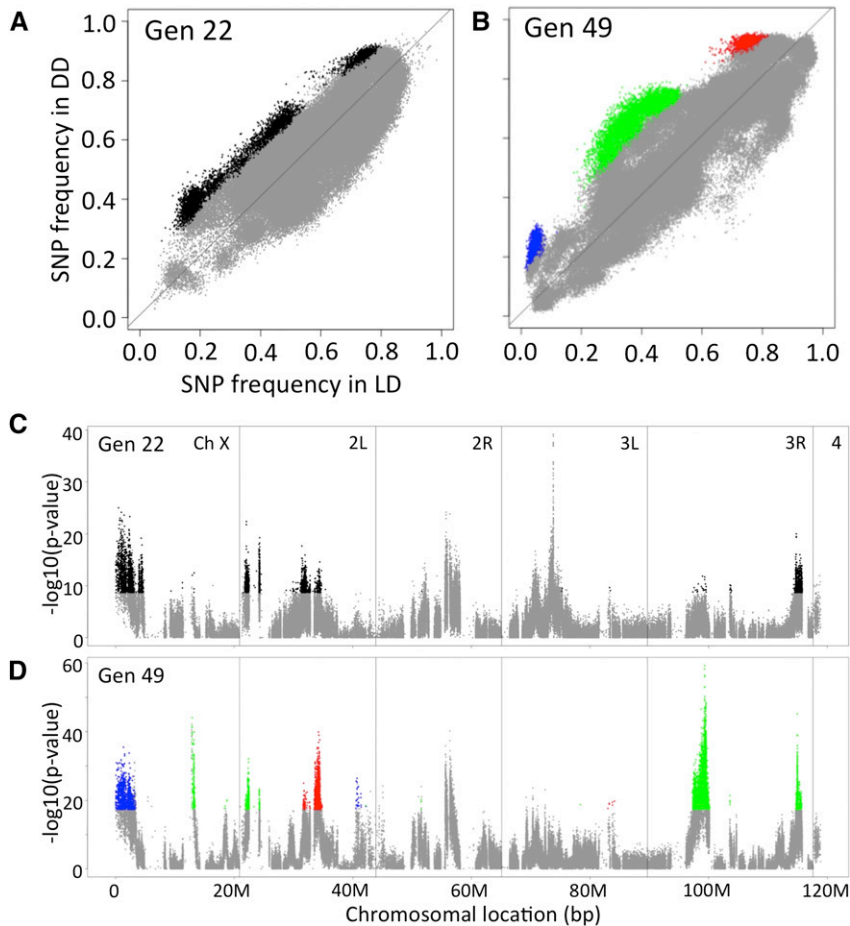 A
Gen 22
SNP frequency in DD
1.0
0.8
0.6
0.4
0.2
0.0
0.0 0.2 0.4 0.6 0.8 1.0
SNP frequency in LD
B
Gen 49
0.0 0.2 0.4 0.6 0.8 1.0
C
Gen 22 Ch X 2L 2R 3L 3R 4
-log10(p-value)
40
30
20
10
0
D
Gen 49
-log10(p-value)
60
40
20
0
0 20M 40M 60M 80M 100M 120M
Chromosomal location (bp)